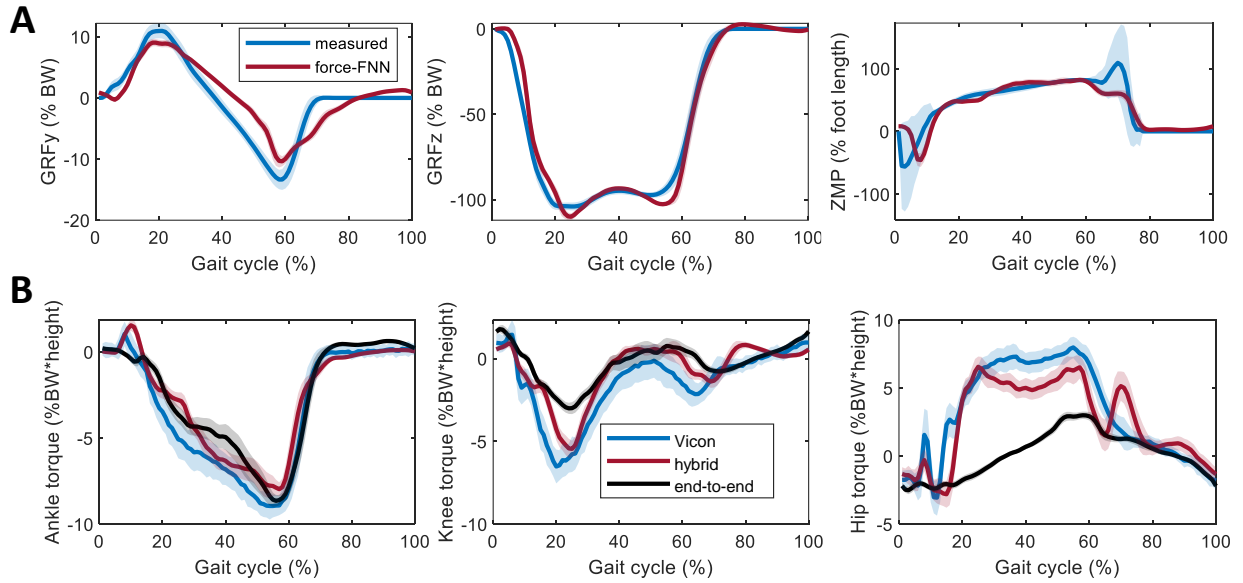 A
GRFy (% BW)
10
0
-10
-20
0 20 40 60 80 100
Gait cycle (%)
measured
force-FNN
GRFz (% BW)
0
-50
-100
0 20 40 60 80 100
Gait cycle (%)
ZMP (% foot length)
100
0
-100
0 20 40 60 80 100
Gait cycle (%)
B
Ankle torque (%BW*height)
0
-5
-10
0 20 40 60 80 100
Gait cycle (%)
Knee torque (%BW*height)
0
-5
-10
0 20 40 60 80 100
Gait cycle (%)
Vicon
hybrid
end-to-end
Hip torque (%BW*height)
10
5
0
-5
0 20 40 60 80 100
Gait cycle (%)